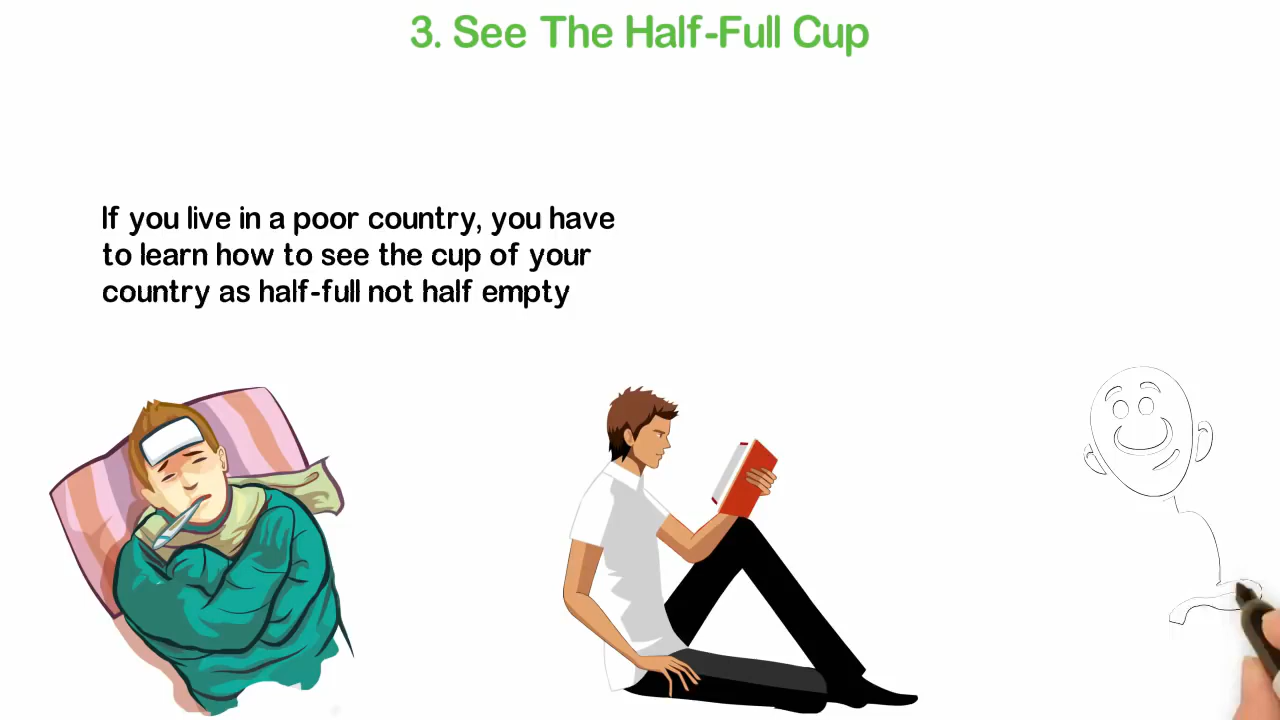 3. See The Half-Full Cup
If you live in a poor country, you have
to learn how to see the cup of your
country as half-full not half empty